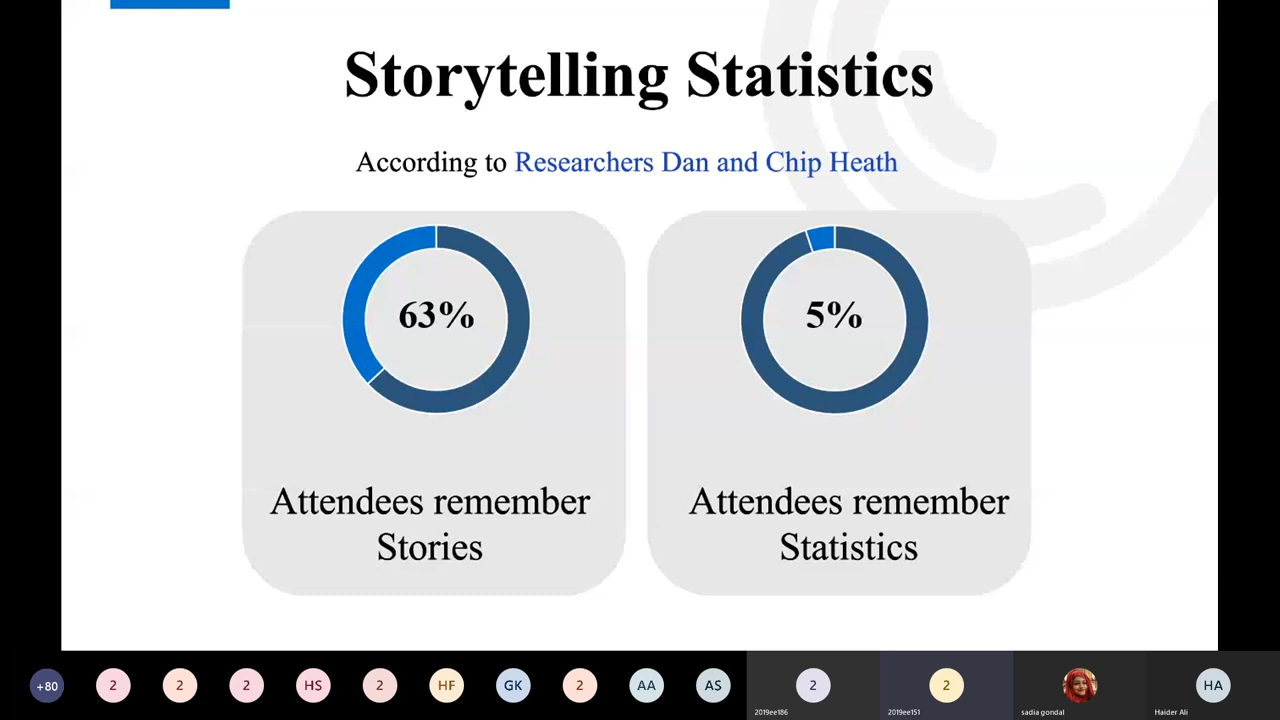 Storytelling Statistics
According to Researchers Dan and Chip Heath
63%
Attendees remember
Stories
5%
Attendees remember
Statistics
+80
2
2
2
HS
2
HF
GK
2
AA
AS
2
2019ee186
2
2019ee151
sadia gondal
HA
Haider Ali